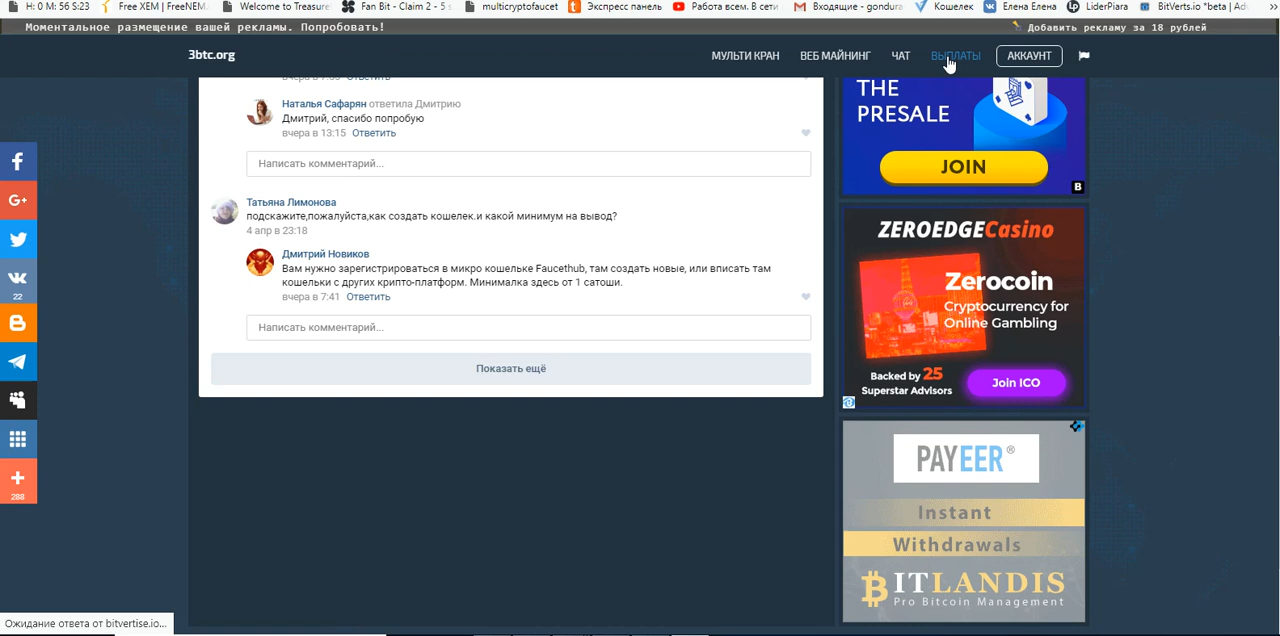 H: 0 M: 56 S:23
Free XEM | FreeNEM.
Welcome to Treasure
Fan Bit - Claim 2 - 5 s
multicryptofaucet
Экспресс панель
Работа всем. В сети
Входящие - gondura
Кошелек
Елена Елена
LiderPiara
BitVerts.io *beta | Adv
Моментальное размещение вашей рекламы. Попробовать!
Добавить рекламу за 18 рублей
3btc.org
МУЛЬТИ КРАН
ВЕБ МАЙНИНГ
ЧАТ
ВЫПЛАТЫ
АККАУНТ
Наталья Сафарян ответила Дмитрию
Дмитрий, спасибо попробую
вчера в 13:15 Ответить
Написать комментарий...
Татьяна Лимонова
подскажите,пожалуйста,как создать кошелек.и какой минимум на вывод?
4 апр в 23:18
Дмитрий Новиков
Вам нужно зарегистрироваться в микро кошельке Faucethub, там создать новые, или вписать там
кошельки с других крипто-платформ. Минималка здесь от 1 сатоши.
вчера в 7:41 Ответить
Написать комментарий...
Показать ещё
THE
PRESALE
JOIN
B
ZEROEDGECasino
Zerocoin
Cryptocurrency for
Online Gambling
Backed by 25
Superstar Advisors
Join ICO
PAYEER®
Instant
Withdrawals
BITLANDIS
Pro Bitcoin Management
22
288
Ожидание ответа от bitvertise.io...